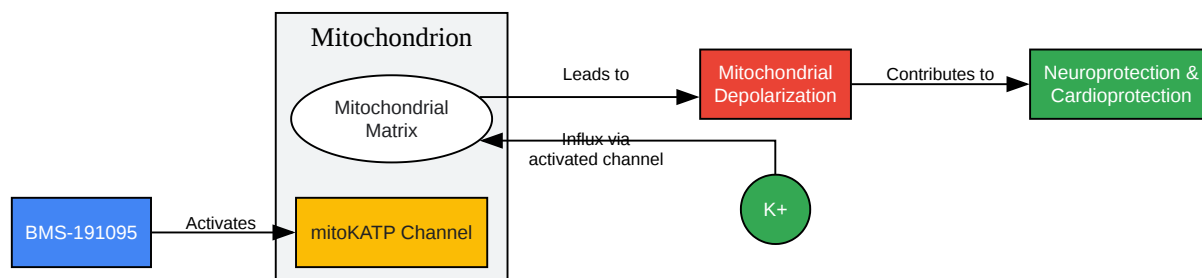 Mitochondrion
Leads to
Mitochondrial
Depolarization
Contributes to
Neuroprotection &
Cardioprotection
Mitochondrial
Matrix
Influx via
activated channel
BMS-191095
Activates
mitoKATP Channel
K+